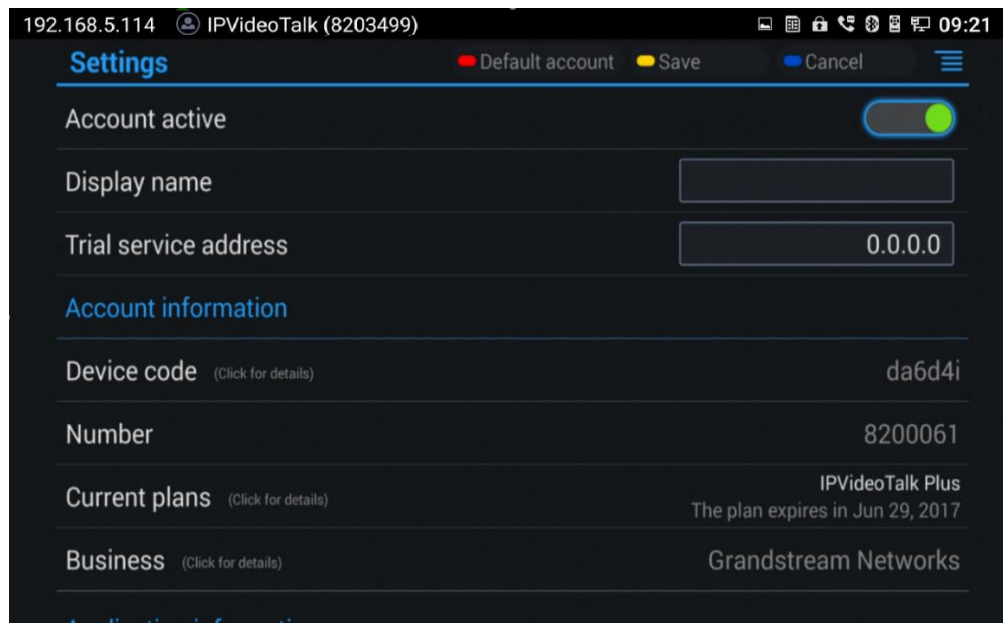 192.168.5.114 IPVideoTalk (8203499) 09:21
Settings Default account Save Cancel
Account active
Display name
Trial service address 0.0.0.0
Account information
Device code (Click for details) da6d4i
Number 8200061
Current plans (Click for details) IPVideoTalk Plus
The plan expires in Jun 29, 2017
Business (Click for details) Grandstream Networks